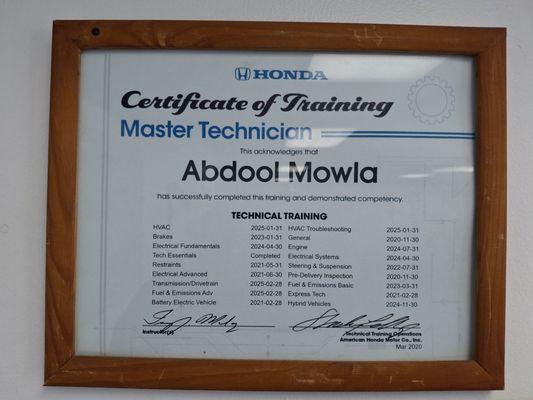 HONDA
Certificate of Training
Master Technician
This acknowledges that
Abdool Mowla
has successfully completed this training and demonstrated competency.
TECHNICAL TRAINING
HVAC 2025-01-31 HVAC Troubleshooting 2025-01-31
Brakes 2023-01-31 General 2020-11-30
Electrical Fundamentals 2024-04-30 Engine 2024-07-31
Tech Essentials Completed Electrical Systems 2024-04-30
Restraints 2021-05-31 Steering & Suspension 2022-07-31
Electrical Advanced 2021-06-30 Pre-Delivery Inspection 2020-11-30
Transmission/Drivetrain 2025-02-28 Fuel & Emissions Basic 2023-03-31
Fuel & Emissions Adv 2025-02-28 Express Tech 2021-02-28
Battery Electric Vehicle 2021-02-28 Hybrid Vehicles 2024-11-30
Instructor(s) Technical Training Operations
American Honda Motor Co., Inc.
Mar 2020